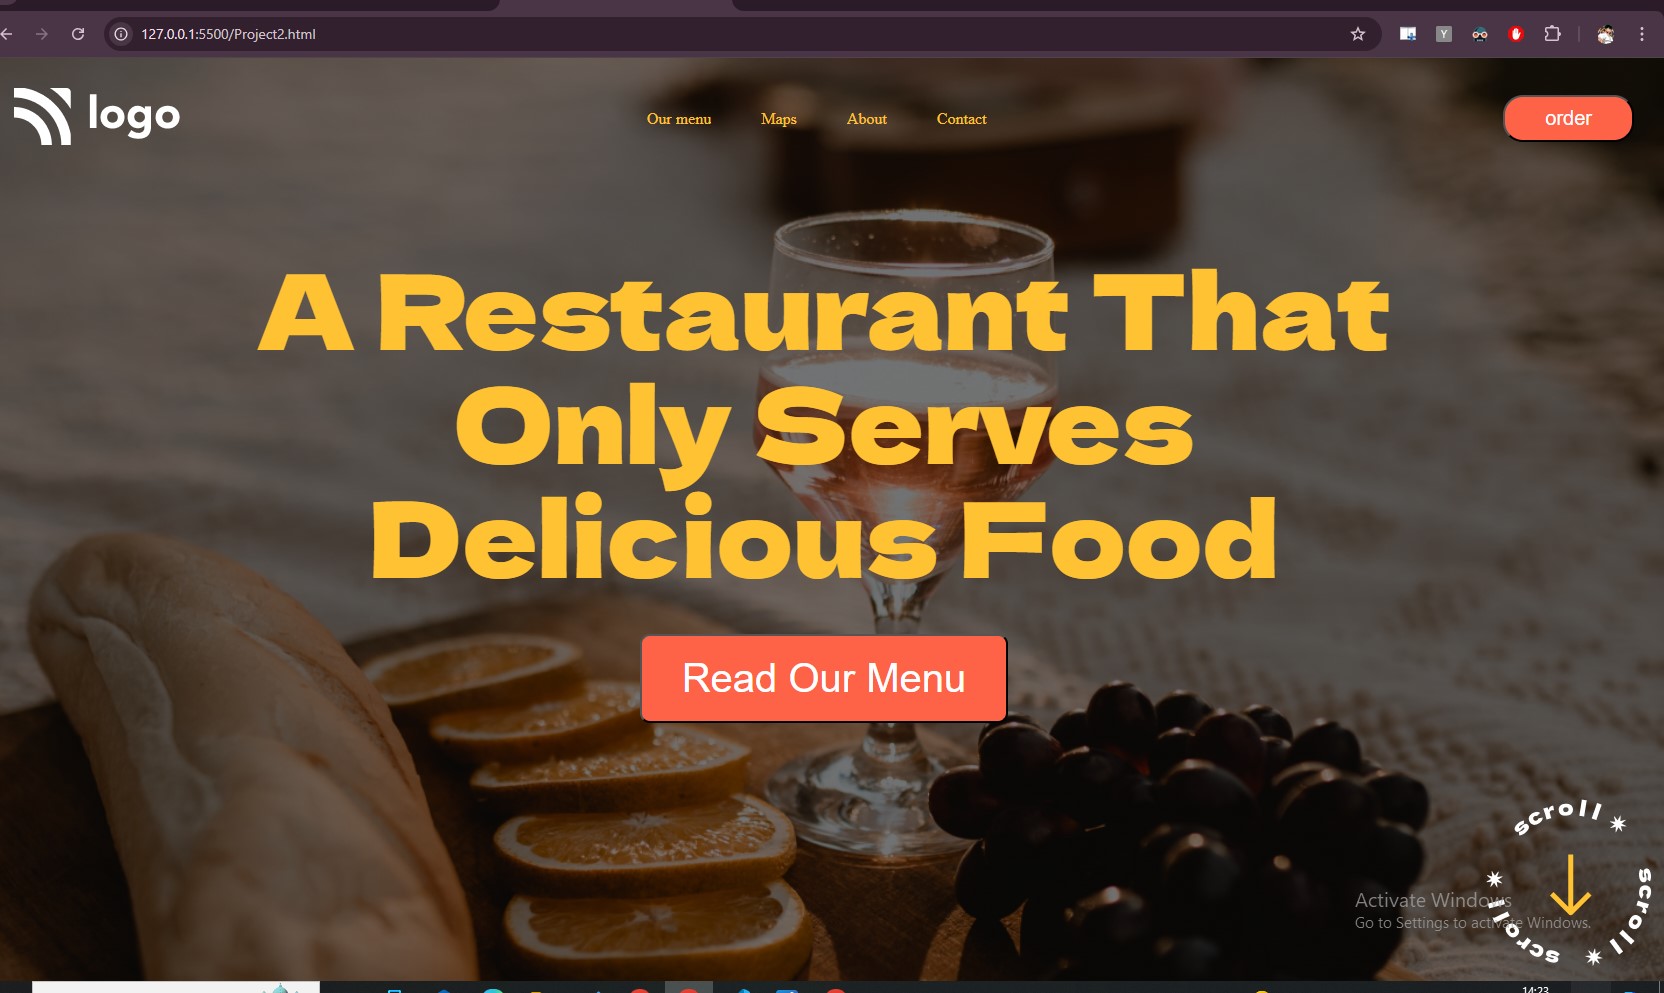 127.0.0.1:5500/Project2.html
Y
logo
Our menu
Maps
About
Contact
order
A Restaurant That
Only Serves
Delicious Food
Read Our Menu
scroll
scroll
scroll
Activate Windows
Go to Settings to activate Windows.
14:23